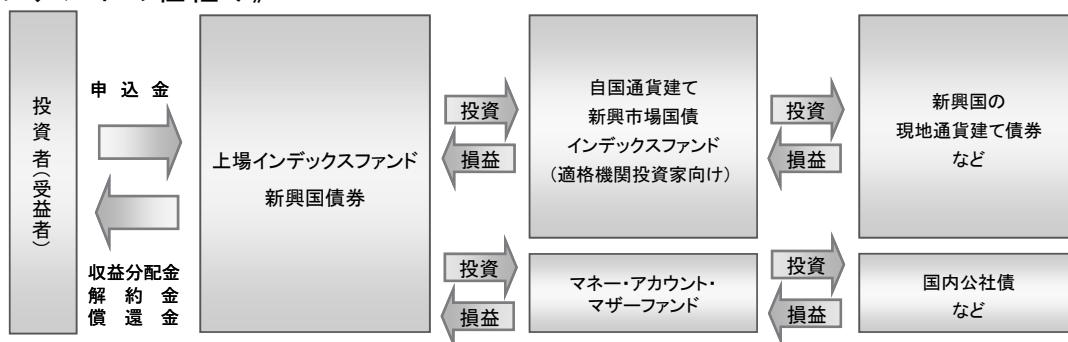 投資者（受益者）
申込金
収益分配金
解約金
償還金
上場インデックスファンド
新興国債券
投資
損益
自国通貨建て
新興市場国債
インデックスファンド
（適格機関投資家向け）
投資
損益
新興国の
現地通貨建て債券
など
投資
損益
マネー・アカウント・
マザーファンド
投資
損益
国内公社債
など